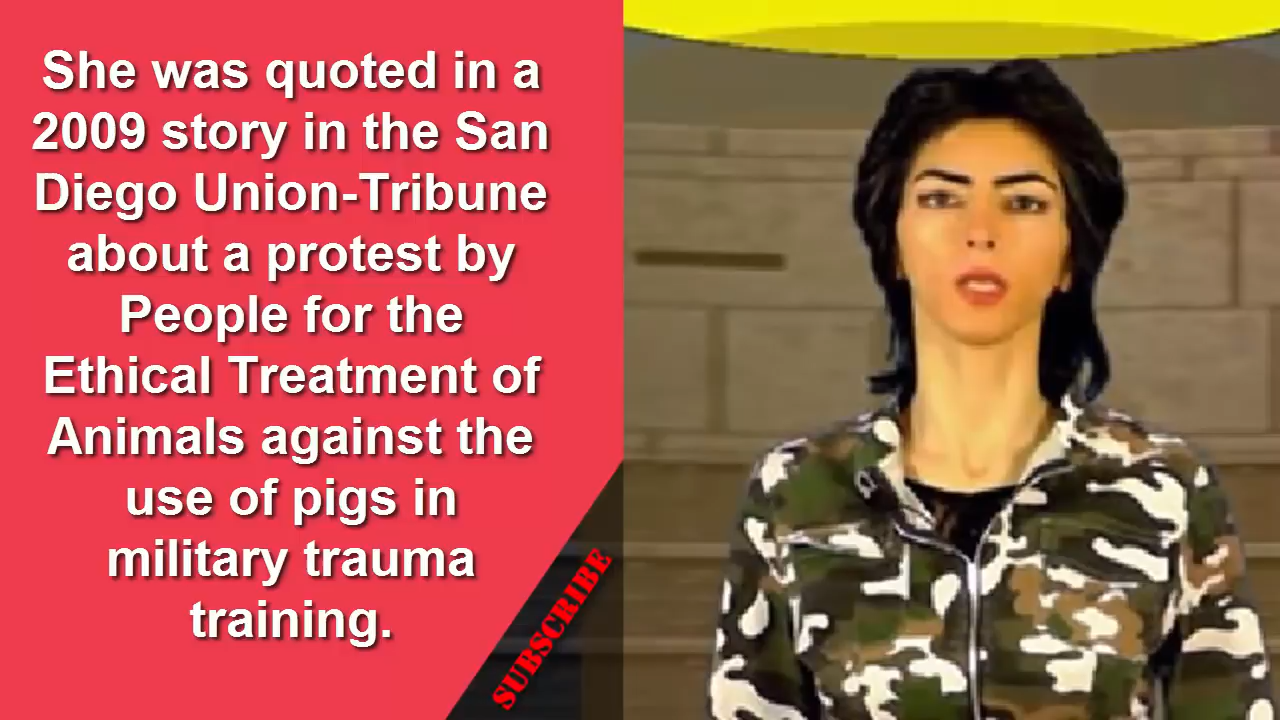 She was quoted in a
2009 story in the San
Diego Union-Tribune
about a protest by
People for the
Ethical Treatment of
Animals against the
use of pigs in
military trauma
training.
SUBSCRIBE